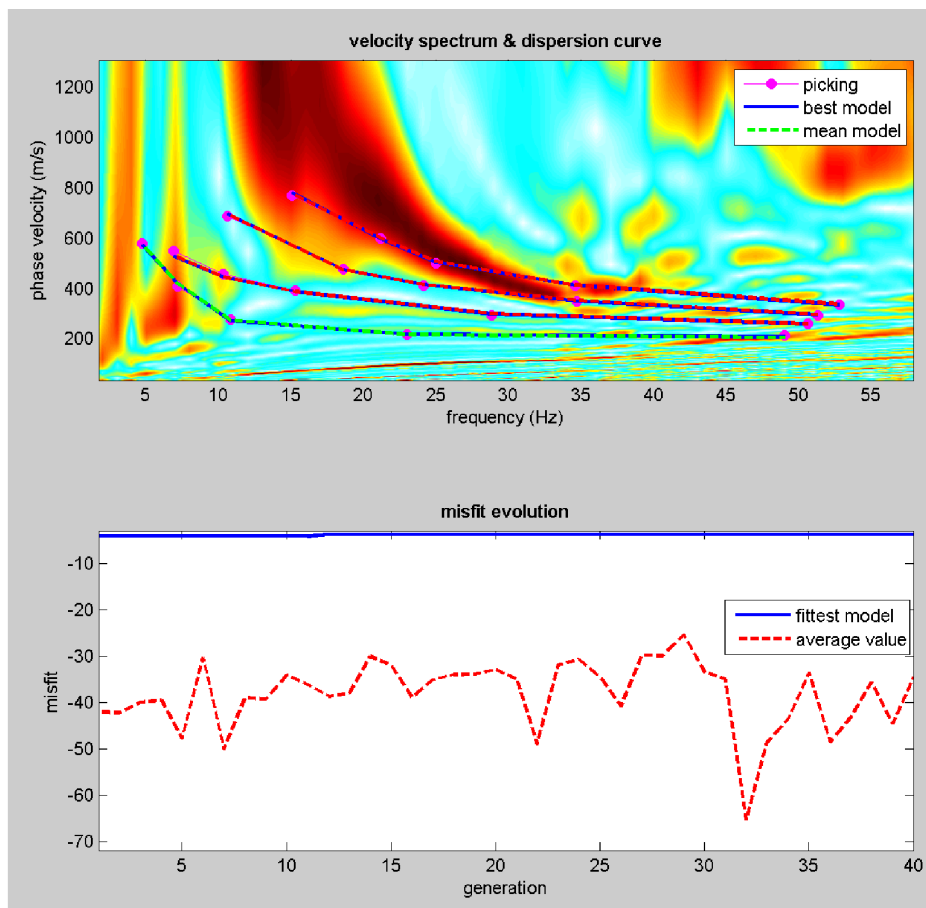 velocity spectrum & dispersion curve
phase velocity (m/s)
1200
1000
800
600
400
200
picking
best model
mean model
5 10 15 20 25 30 35 40 45 50 55
frequency (Hz)
misfit evolution
misfit
-10
-20
-30
-40
-50
-60
-70
fittest model
average value
5 10 15 20 25 30 35 40
generation